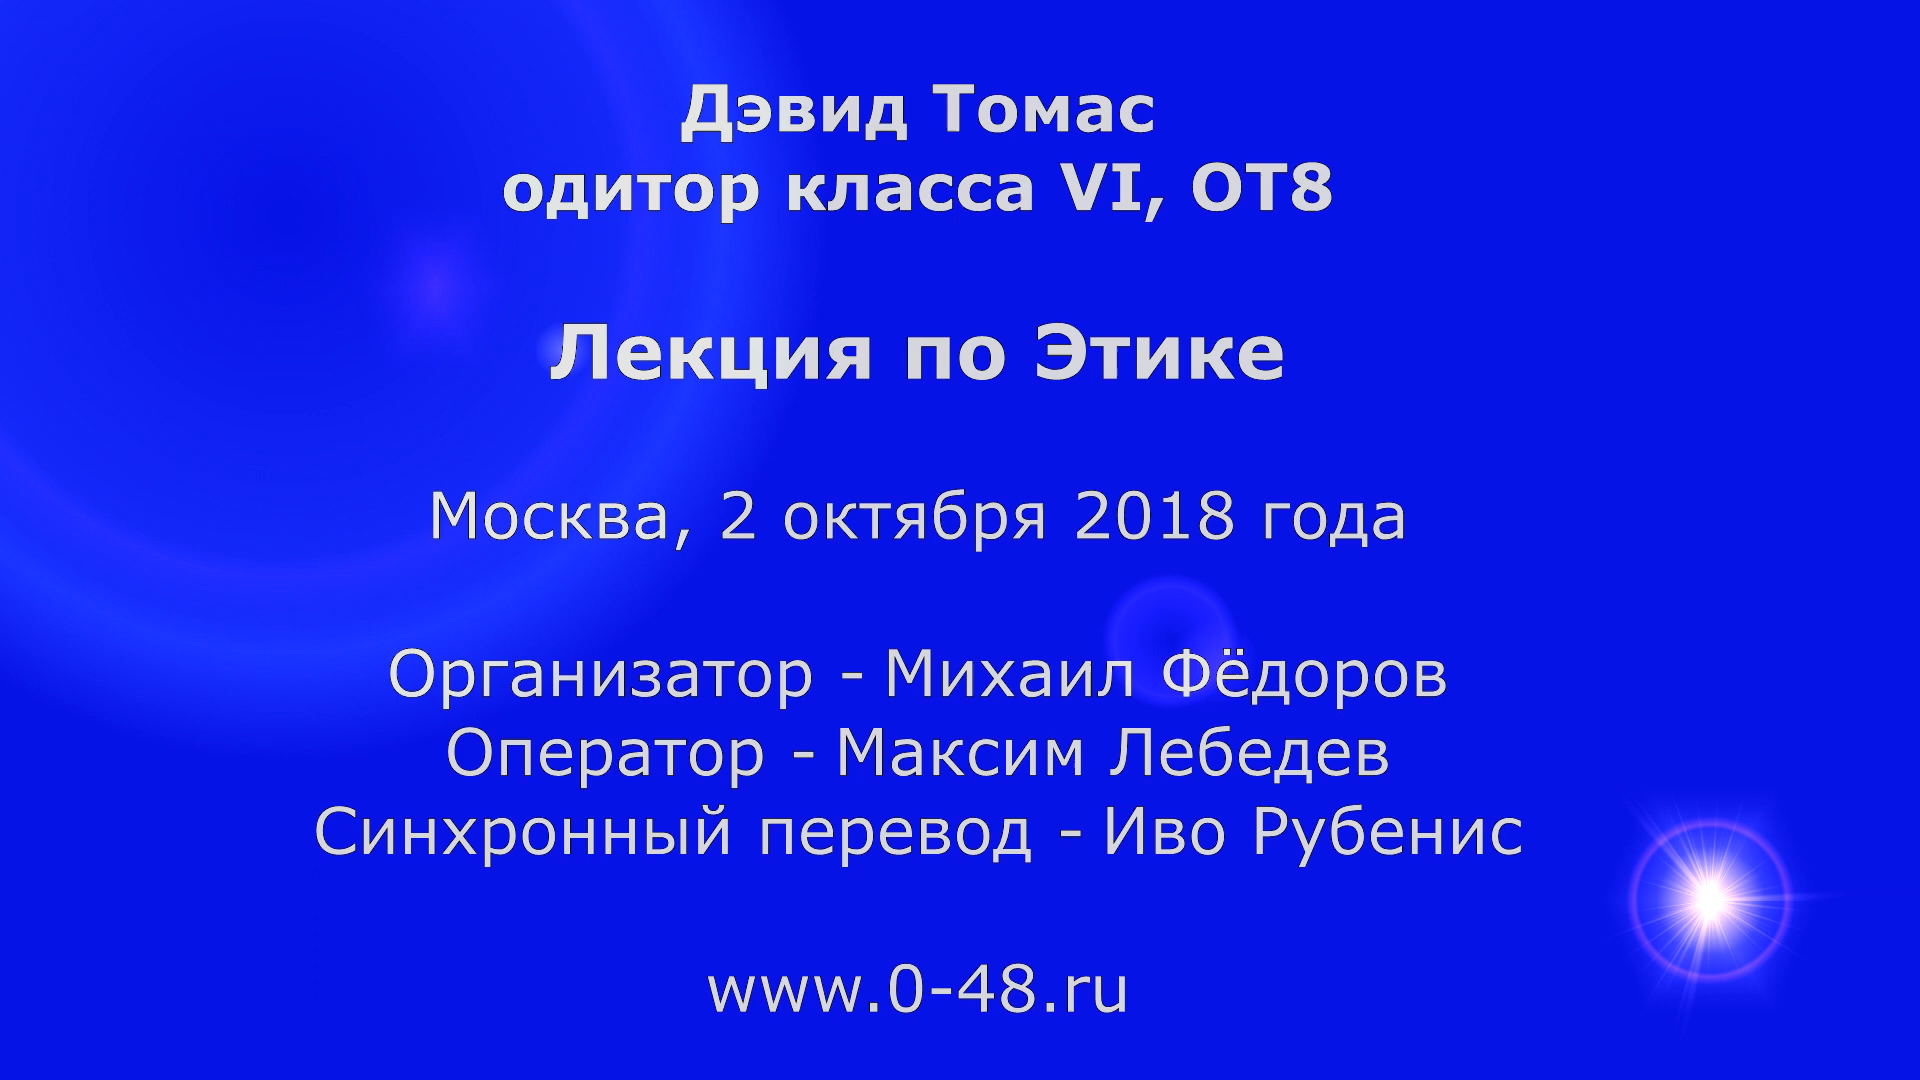 Дэвид Томас
одитор класса VI, ОТ8
Лекция по Этике
Москва, 2 октября 2018 года
Организатор - Михаил Фёдоров
Оператор - Максим Лебедев
Синхронный перевод - Иво Рубенис
www.0-48.ru